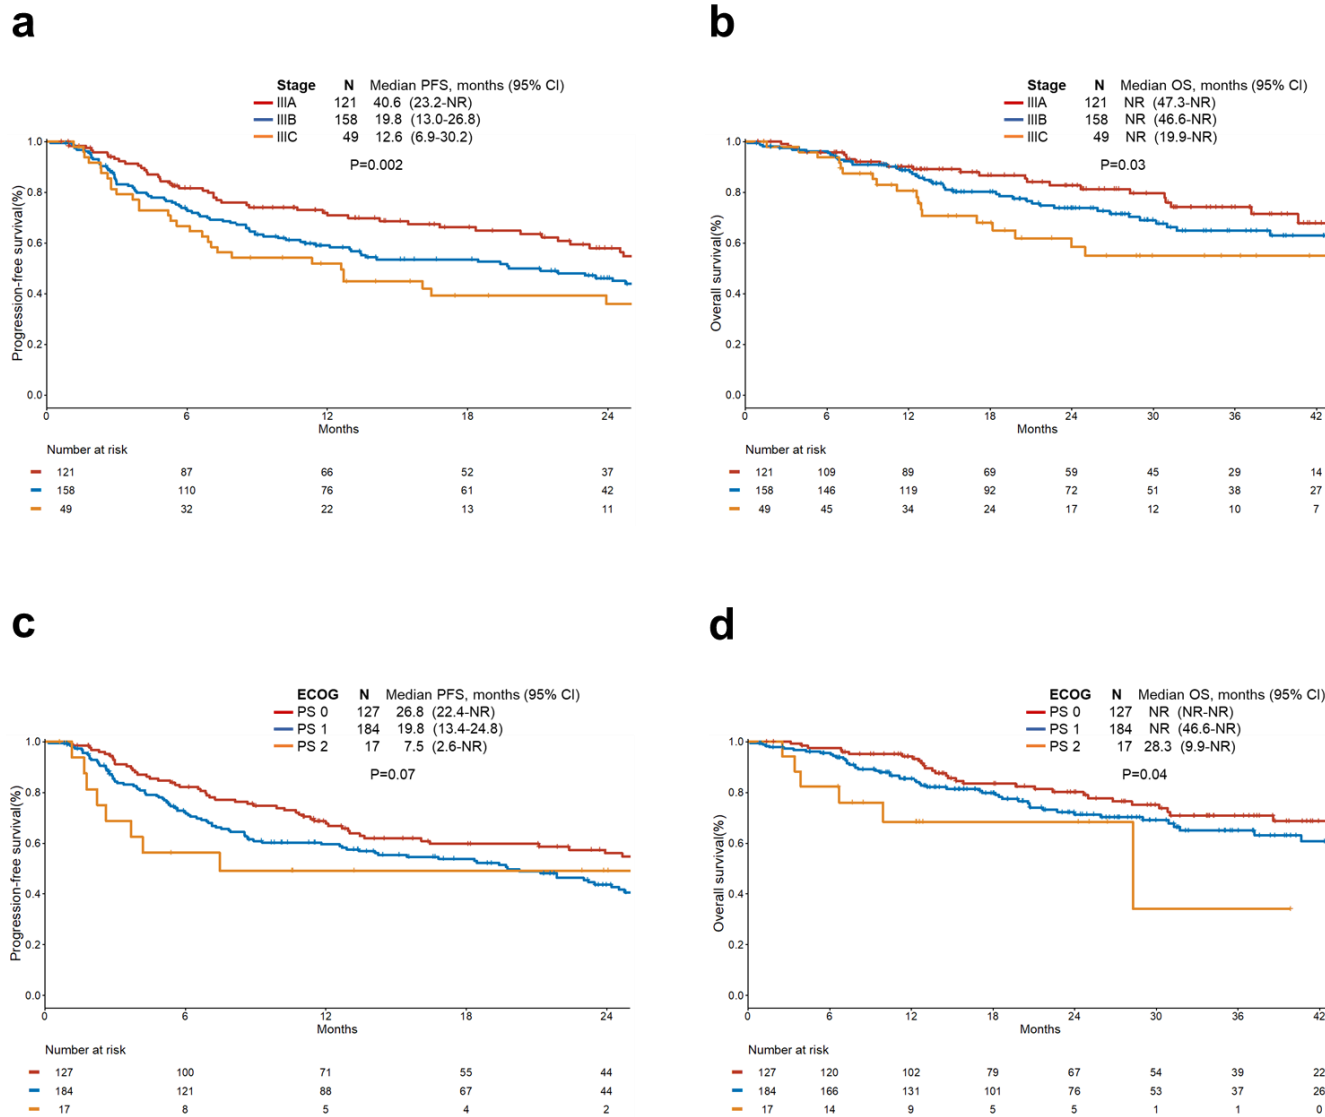 a
Stage N Median PFS, months (95% CI)
IIIA 121 40.6 (23.2-NR)
IIIB 158 19.8 (13.0-26.8)
IIIC 49 12.6 (6.9-30.2)
P=0.002
Progression-free survival(%)
1.0
0.8
0.6
0.4
0.2
0.0
0 6 12 18 24
Months
Number at risk
121 87 66 52 37
158 110 76 61 42
49 32 22 13 11
b
Stage N Median OS, months (95% CI)
IIIA 121 NR (47.3-NR)
IIIB 158 NR (46.6-NR)
IIIC 49 NR (19.9-NR)
P=0.03
Overall survival(%)
1.0
0.8
0.6
0.4
0.2
0.0
0 6 12 18 24 30 36 42
Months
Number at risk
121 109 89 69 59 45 29 14
158 146 119 92 72 51 38 27
49 45 34 24 17 12 10 7
c
ECOG N Median PFS, months (95% CI)
PS 0 127 26.8 (22.4-NR)
PS 1 184 19.8 (13.4-24.8)
PS 2 17 7.5 (2.6-NR)
P=0.07
Progression-free survival(%)
1.0
0.8
0.6
0.4
0.2
0.0
0 6 12 18 24
Months
Number at risk
127 100 71 55 44
184 121 88 67 44
17 8 5 4 2
d
ECOG N Median OS, months (95% CI)
PS 0 127 NR (NR-NR)
PS 1 184 NR (46.6-NR)
PS 2 17 28.3 (9.9-NR)
P=0.04
Overall survival(%)
1.0
0.8
0.6
0.4
0.2
0.0
0 6 12 18 24 30 36 42
Months
Number at risk
127 120 102 79 67 54 39 22
184 166 131 101 76 53 37 26
17 14 9 5 5 1 1 0